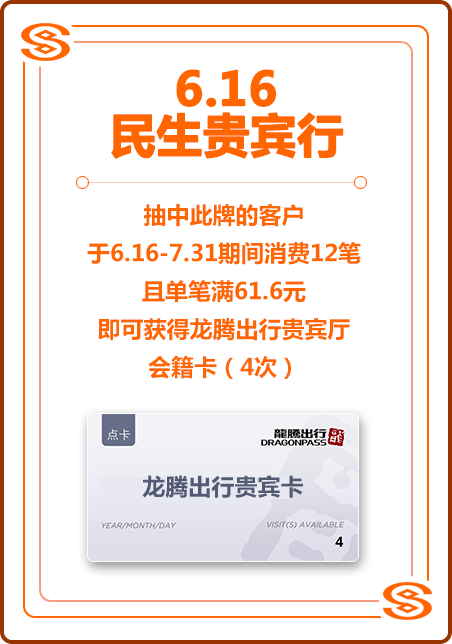 6.16
民生贵宾行
抽中此牌的客户
于6.16-7.31期间消费12笔
且单笔满61.6元
即可获得龙腾出行贵宾厅
会籍卡（4次）
点卡
龍腾出行
DRAGONPASS
龙腾出行贵宾卡
YEAR/MONTH/DAY
VISIT(S) AVAILABLE
4